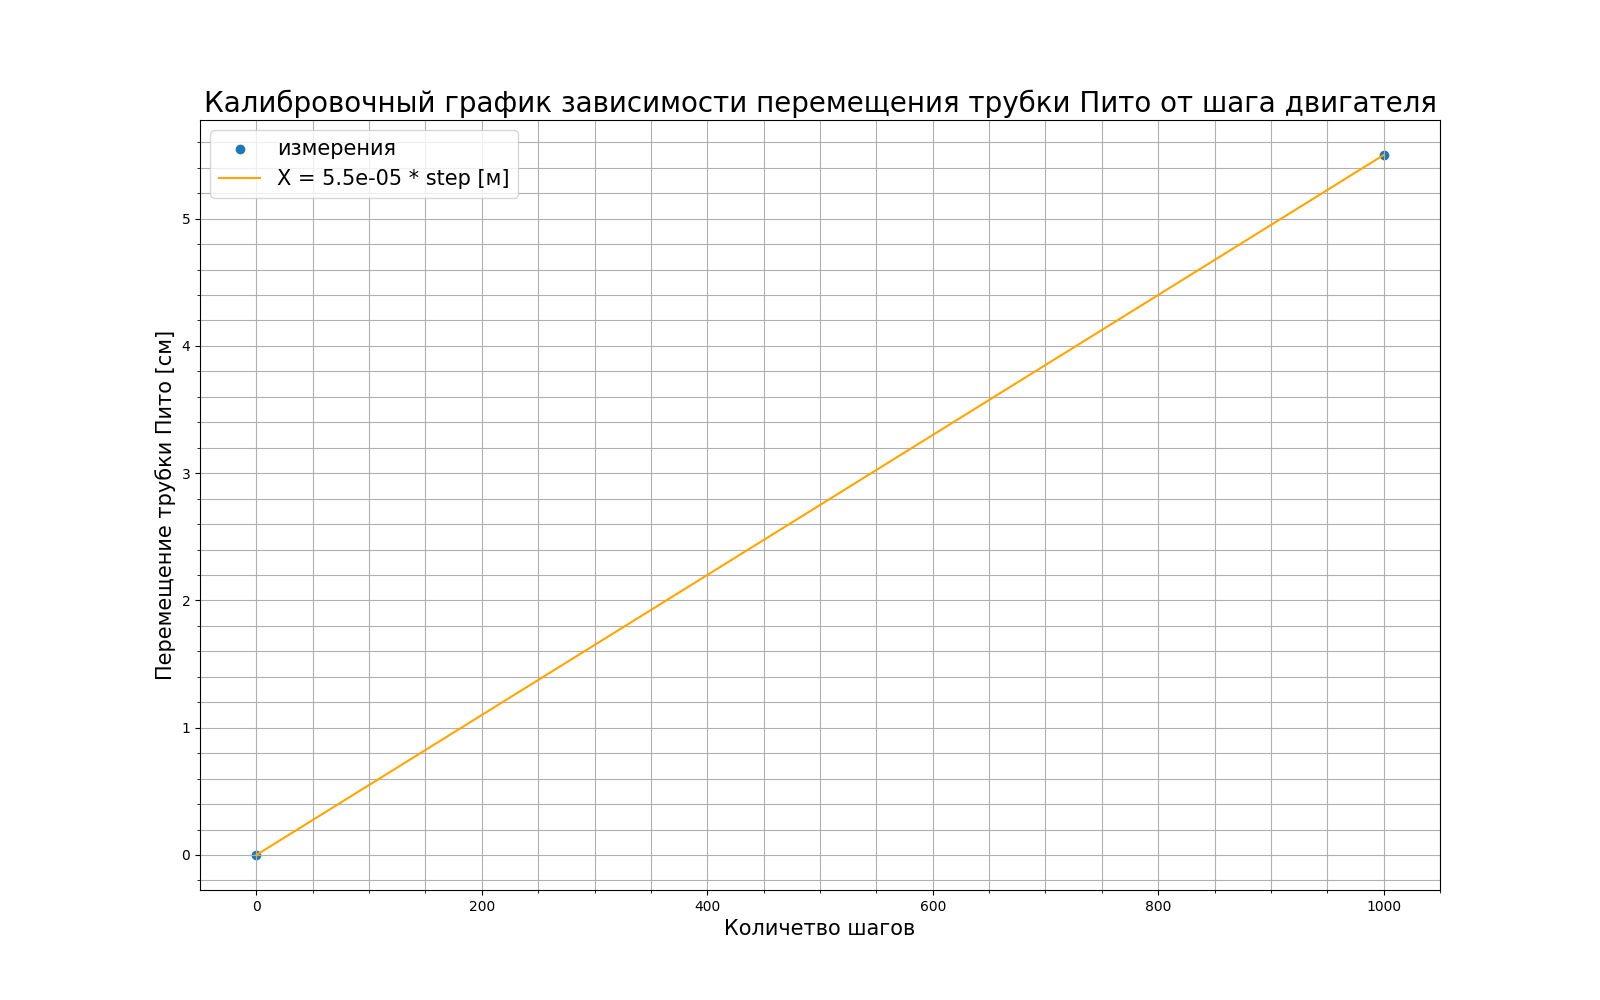 Калибровочный график зависимости перемещения трубки Пито от шага двигателя
измерения
X = 5.5e-05 * step [м]
Перемещение трубки Пито [см]
5
4
3
2
1
0
0 200 400 600 800 1000
Количетво шагов